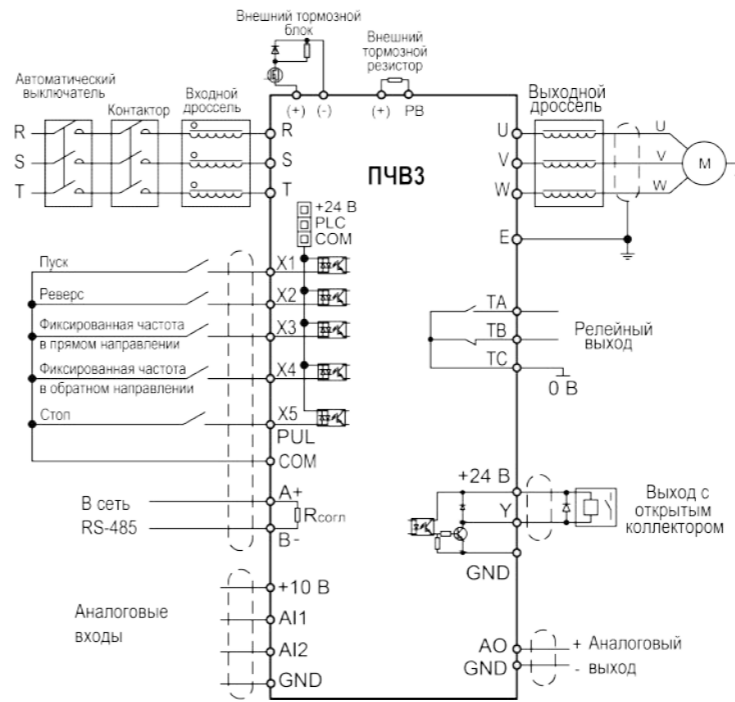 Внешний тормозной
блок
Внешний
тормозной
резистор
Автоматический
выключатель
Контактор
Входной
дроссель
(+)
(-)
(+)
PB
Выходной
дроссель
R
R
U
U
S
S
ПЧВ3
V
V
M
T
T
W
W
+24 В
PLC
COM
E
Пуск
X1
Реверс
X2
TA
Фиксированная частота
в прямом направлении
X3
TB
Релейный
выход
Фиксированная частота
в обратном направлении
X4
TC
0 В
Стоп
X5
PUL
COM
+24 В
В сеть
RS-485
A+
Rсогл
B-
Y
Выход с
открытым
коллектором
GND
Аналоговые
входы
+10 В
AI1
AI2
GND
AO
GND
+ Аналоговый
- выход